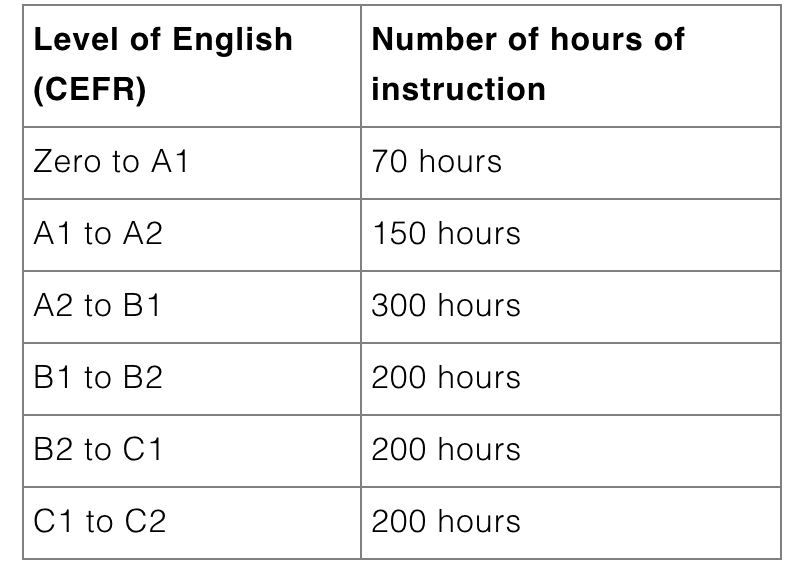 Level of English
(CEFR)
Number of hours of
instruction
Zero to A1
70 hours
A1 to A2
150 hours
A2 to B1
300 hours
B1 to B2
200 hours
B2 to C1
200 hours
C1 to C2
200 hours